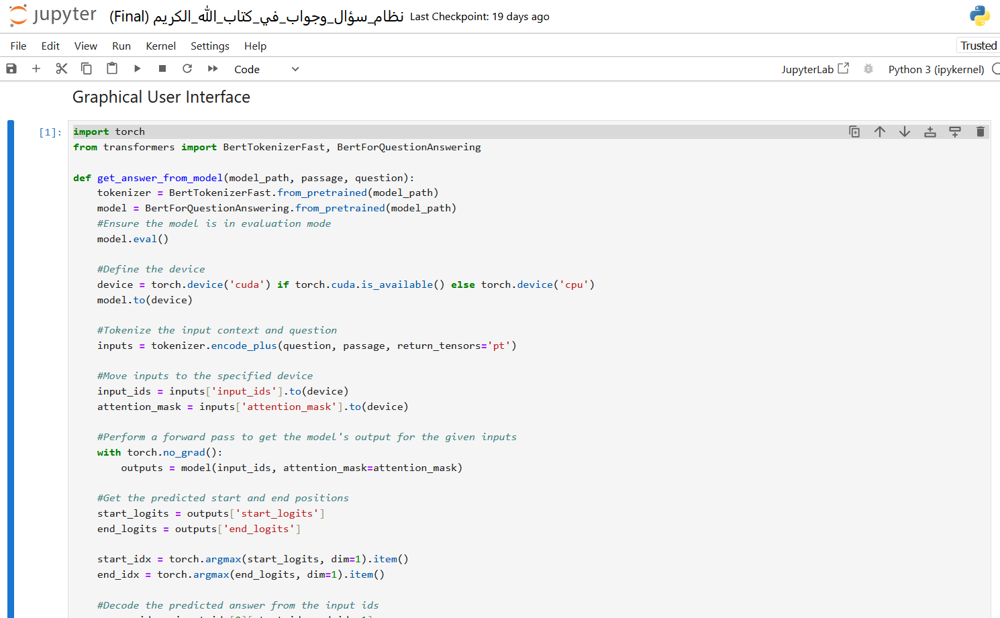 jupyter نظام_سؤال_وجواب_في_كتاب_الله_الكريم (Final) Last Checkpoint: 19 days ago
File Edit View Run Kernel Settings Help Trusted
Code JupyterLab Python 3 (ipykernel)
Graphical User Interface
[1]: import torch
from transformers import BertTokenizerFast, BertForQuestionAnswering

def get_answer_from_model(model_path, passage, question):
    tokenizer = BertTokenizerFast.from_pretrained(model_path)
    model = BertForQuestionAnswering.from_pretrained(model_path)
    #Ensure the model is in evaluation mode
    model.eval()

    #Define the device
    device = torch.device('cuda') if torch.cuda.is_available() else torch.device('cpu')
    model.to(device)

    #Tokenize the input context and question
    inputs = tokenizer.encode_plus(question, passage, return_tensors='pt')

    #Move inputs to the specified device
    input_ids = inputs['input_ids'].to(device)
    attention_mask = inputs['attention_mask'].to(device)

    #Perform a forward pass to get the model's output for the given inputs
    with torch.no_grad():
        outputs = model(input_ids, attention_mask=attention_mask)

    #Get the predicted start and end positions
    start_logits = outputs['start_logits']
    end_logits = outputs['end_logits']

    start_idx = torch.argmax(start_logits, dim=1).item()
    end_idx = torch.argmax(end_logits, dim=1).item()

    #Decode the predicted answer from the input ids